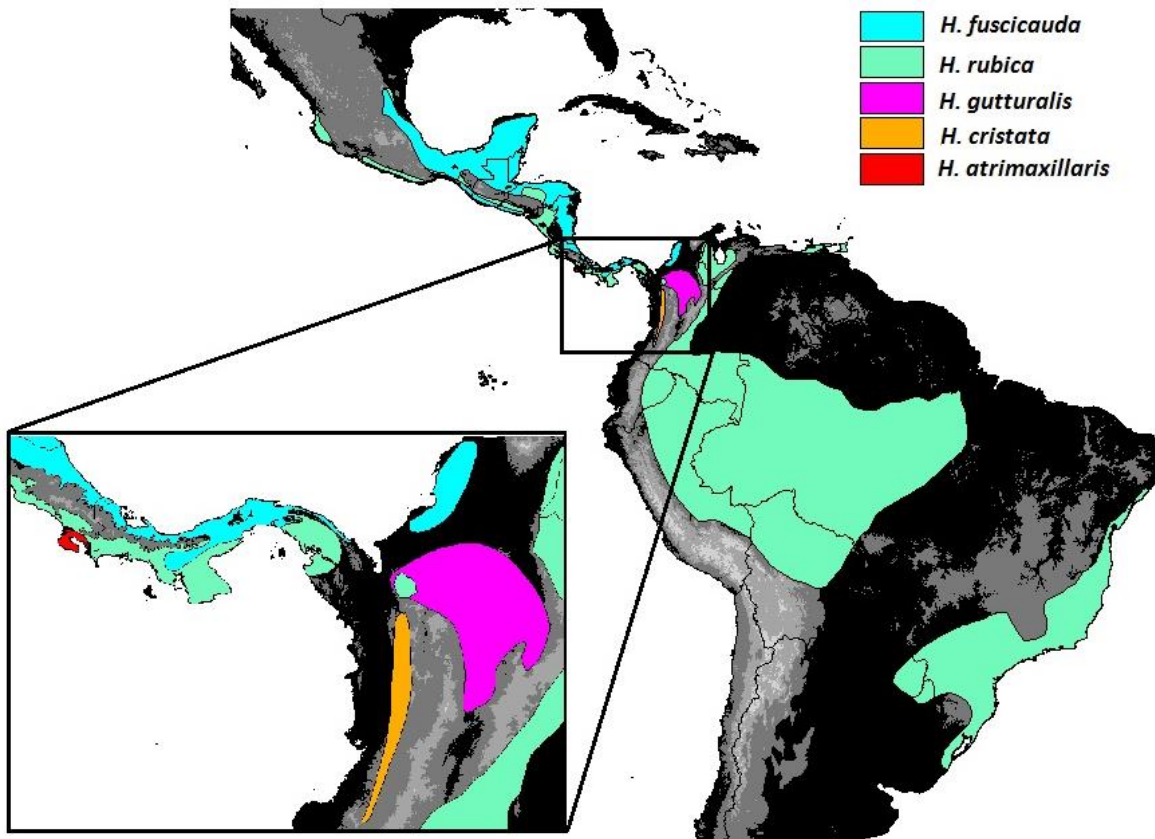 H. fuscicauda
H. rubica
H. gutturalis
H. cristata
H. atrimaxillaris